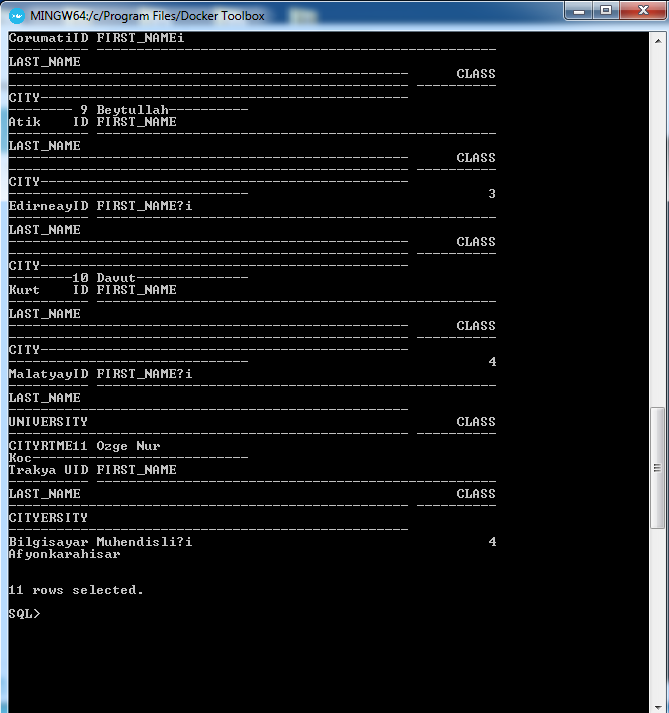 MINGW64:/c/Program Files/Docker Toolbox
CorumatiID FIRST_NAMEi
---------- --------------------------------------------------
LAST_NAME
-------------------------------------------------- CLASS
-------------------------------------------------- ----------
CITY----------------------------------------------
-------- 9 Beytullah----------
Atik    ID FIRST_NAME
---------- --------------------------------------------------
LAST_NAME
-------------------------------------------------- CLASS
-------------------------------------------------- ----------
CITY----------------------------------------------
------------------------------ 3
EdirneayID FIRST_NAME?i
---------- --------------------------------------------------
LAST_NAME
-------------------------------------------------- CLASS
-------------------------------------------------- ----------
CITY----------------------------------------------
--------10 Davut--------------
Kurt    ID FIRST_NAME
---------- --------------------------------------------------
LAST_NAME
-------------------------------------------------- CLASS
-------------------------------------------------- ----------
CITY----------------------------------------------
------------------------------ 4
MalatyayID FIRST_NAME?i
---------- --------------------------------------------------
LAST_NAME
--------------------------------------------------
UNIVERSITY CLASS
-------------------------------------------------- ----------
CITYRTME11 Ozge Nur
Koc---------------------------
Trakya UID FIRST_NAME
---------- --------------------------------------------------
LAST_NAME CLASS
-------------------------------------------------- ----------
CITYERSITY
--------------------------------------------------
Bilgisayar Muhendisli?i 4
Afyonkarahisar
11 rows selected.
SQL>